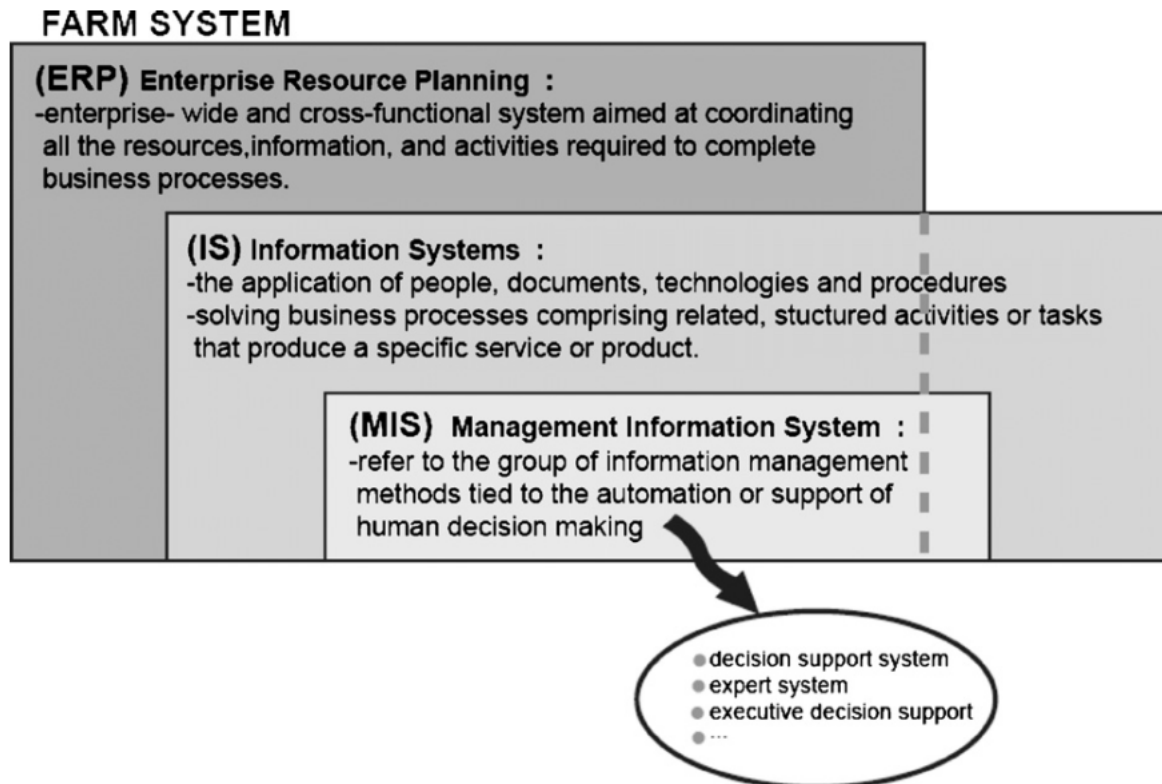 FARM SYSTEM
(ERP) Enterprise Resource Planning :
-enterprise- wide and cross-functional system aimed at coordinating
all the resources,information, and activities required to complete
business processes.
(IS) Information Systems :
-the application of people, documents, technologies and procedures
-solving business processes comprising related, stuctured activities or tasks
that produce a specific service or product.
(MIS) Management Information System :
-refer to the group of information management
methods tied to the automation or support of
human decision making
decision support system
expert system
executive decision support
...